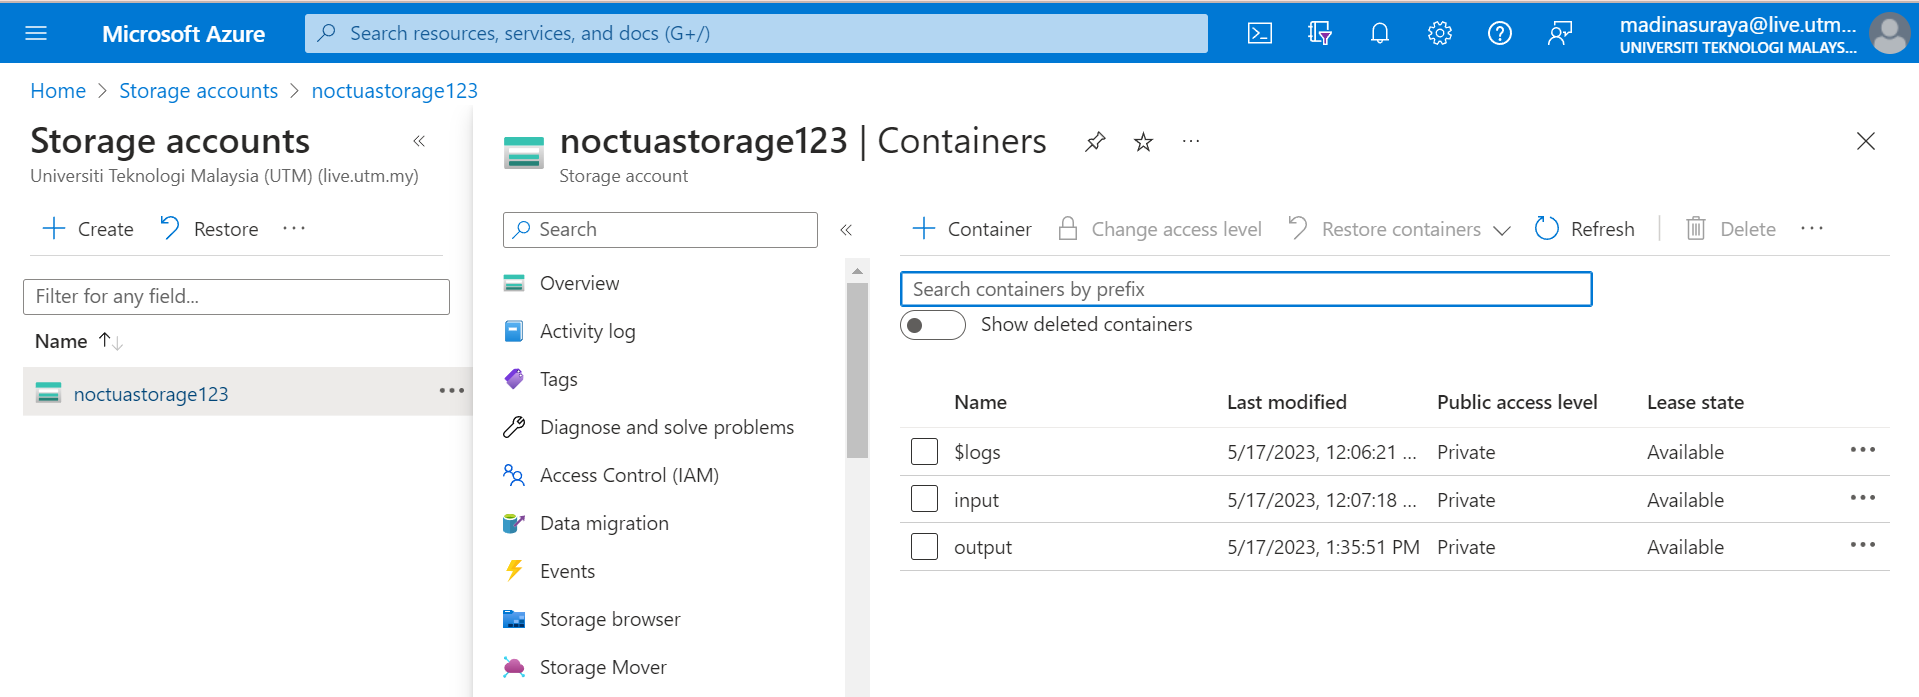 Microsoft Azure
Search resources, services, and docs (G+/)
madinasuraya@live.utm...
UNIVERSITI TEKNOLOGI MALAYS...
Home > Storage accounts > noctuastorage123
Storage accounts «
Universiti Teknologi Malaysia (UTM) (live.utm.my)
+ Create Restore ...
Filter for any field...
Name ↑↓
noctuastorage123 ...
noctuastorage123 | Containers ...
Storage account
Search «
Overview
Activity log
Tags
Diagnose and solve problems
Access Control (IAM)
Data migration
Events
Storage browser
Storage Mover
+ Container Change access level Restore containers Refresh | Delete ...
Search containers by prefix
Show deleted containers
Name Last modified Public access level Lease state
$logs 5/17/2023, 12:06:21 ... Private Available ...
input 5/17/2023, 12:07:18 ... Private Available ...
output 5/17/2023, 1:35:51 PM Private Available ...